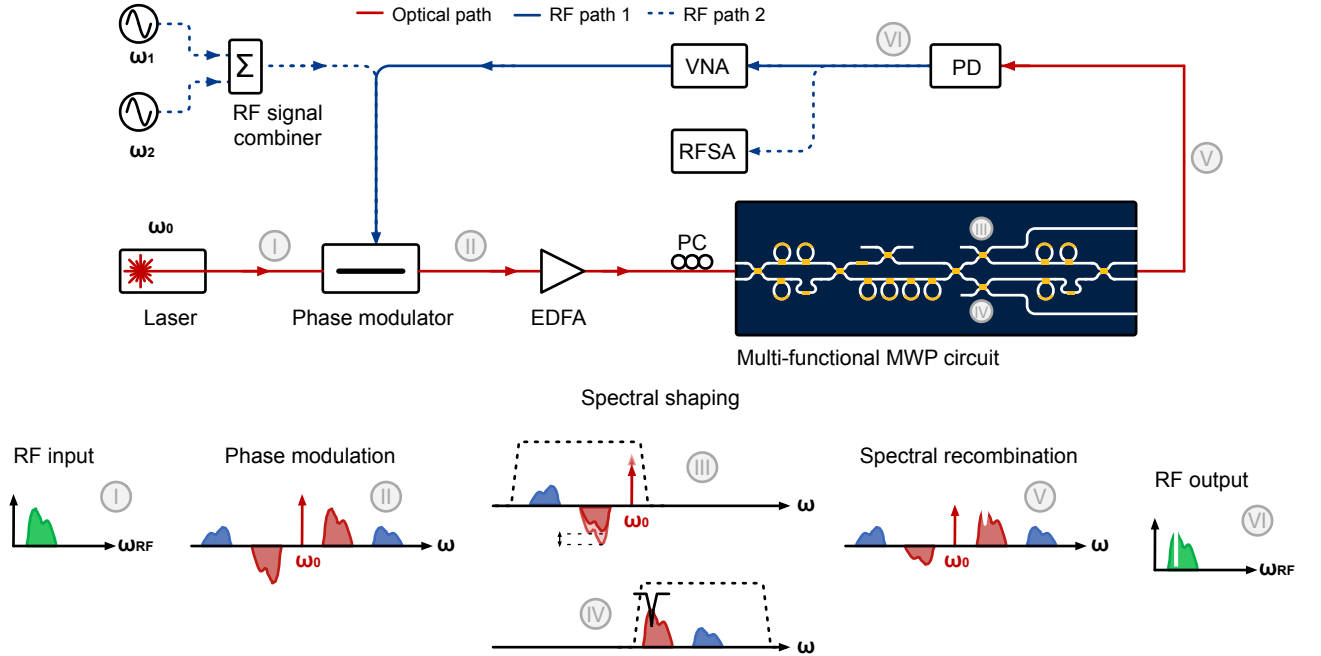 Optical path
RF path 1
RF path 2
ω1
ω2
Σ
RF signal
combiner
VNA
VI
PD
RFSA
V
ω0
I
II
PC
III
IV
Laser
Phase modulator
EDFA
Multi-functional MWP circuit
Spectral shaping
RF input
I
ωRF
Phase modulation
II
ω0
ω
III
ω0
ω
IV
ω
Spectral recombination
V
ω0
ω
RF output
VI
ωRF